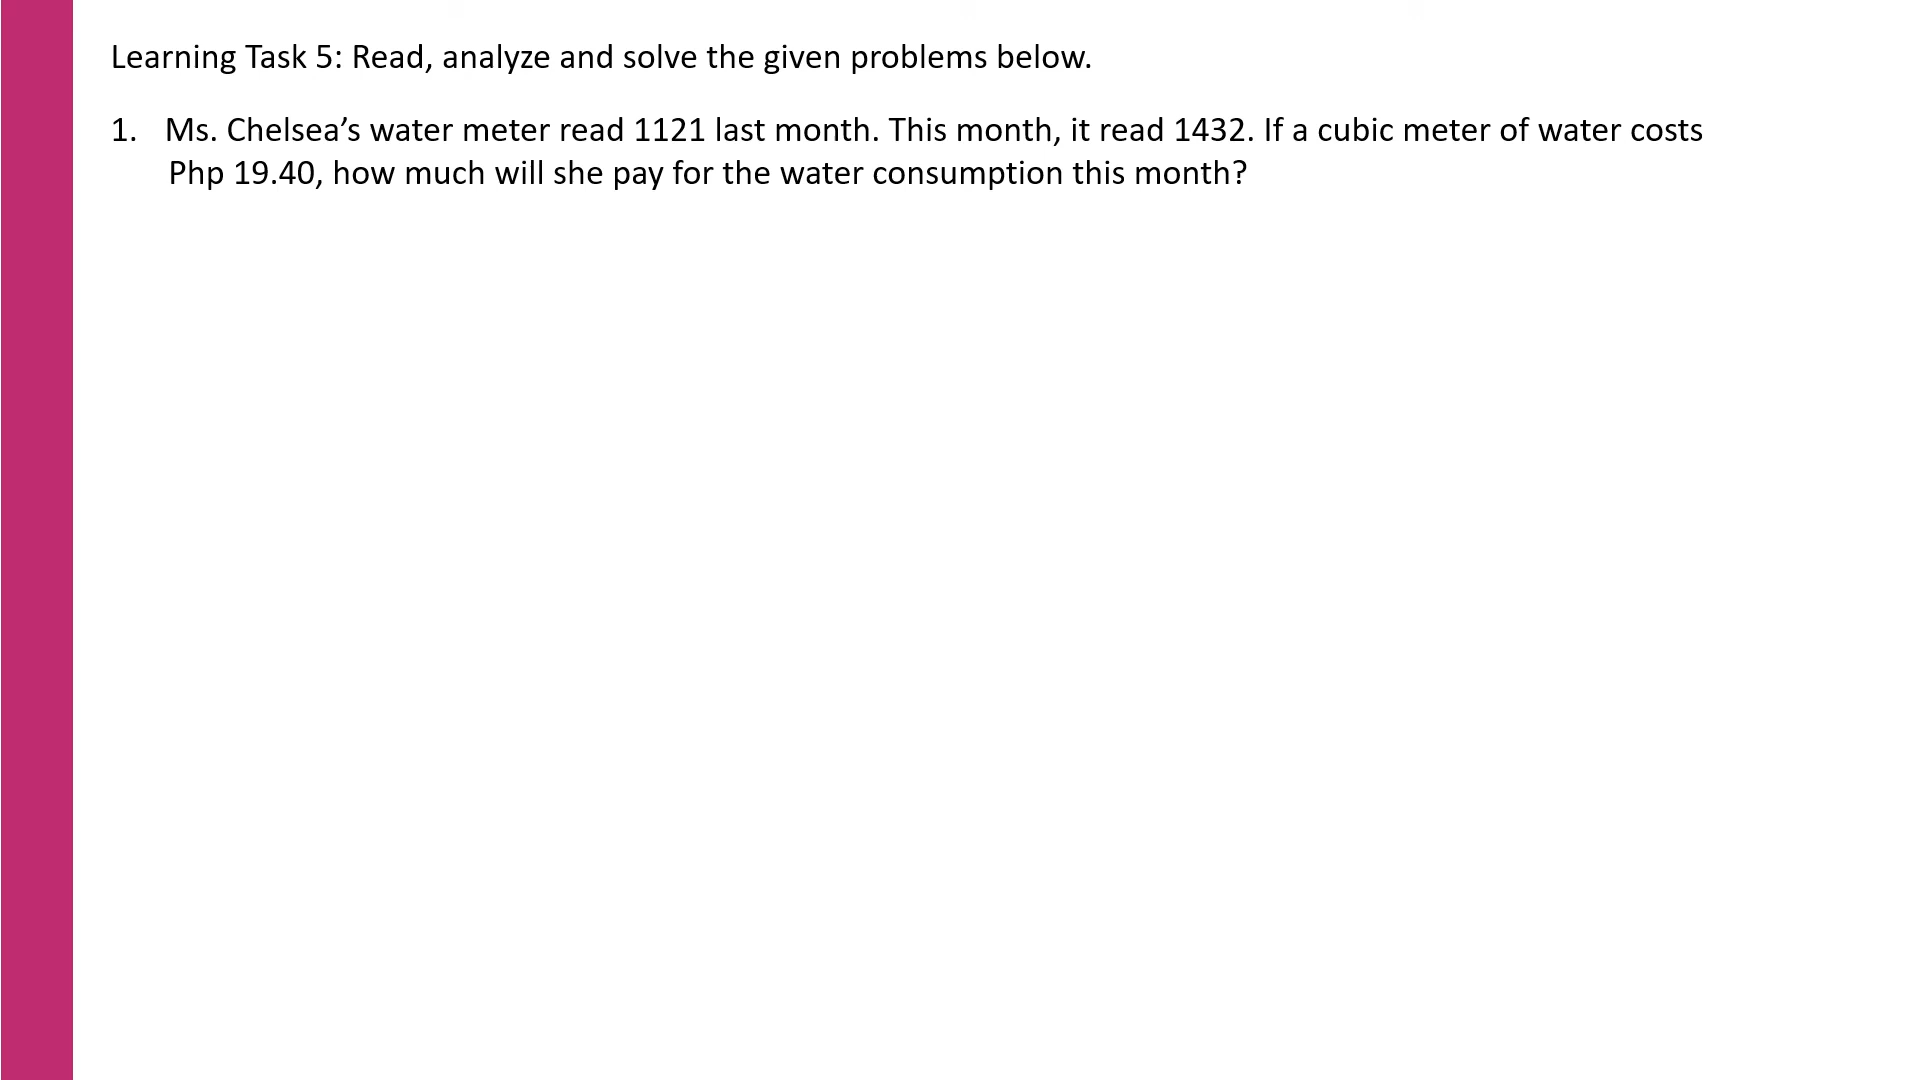 Learning Task 5: Read, analyze and solve the given problems below.
1. Ms. Chelsea’s water meter read 1121 last month. This month, it read 1432. If a cubic meter of water costs
Php 19.40, how much will she pay for the water consumption this month?